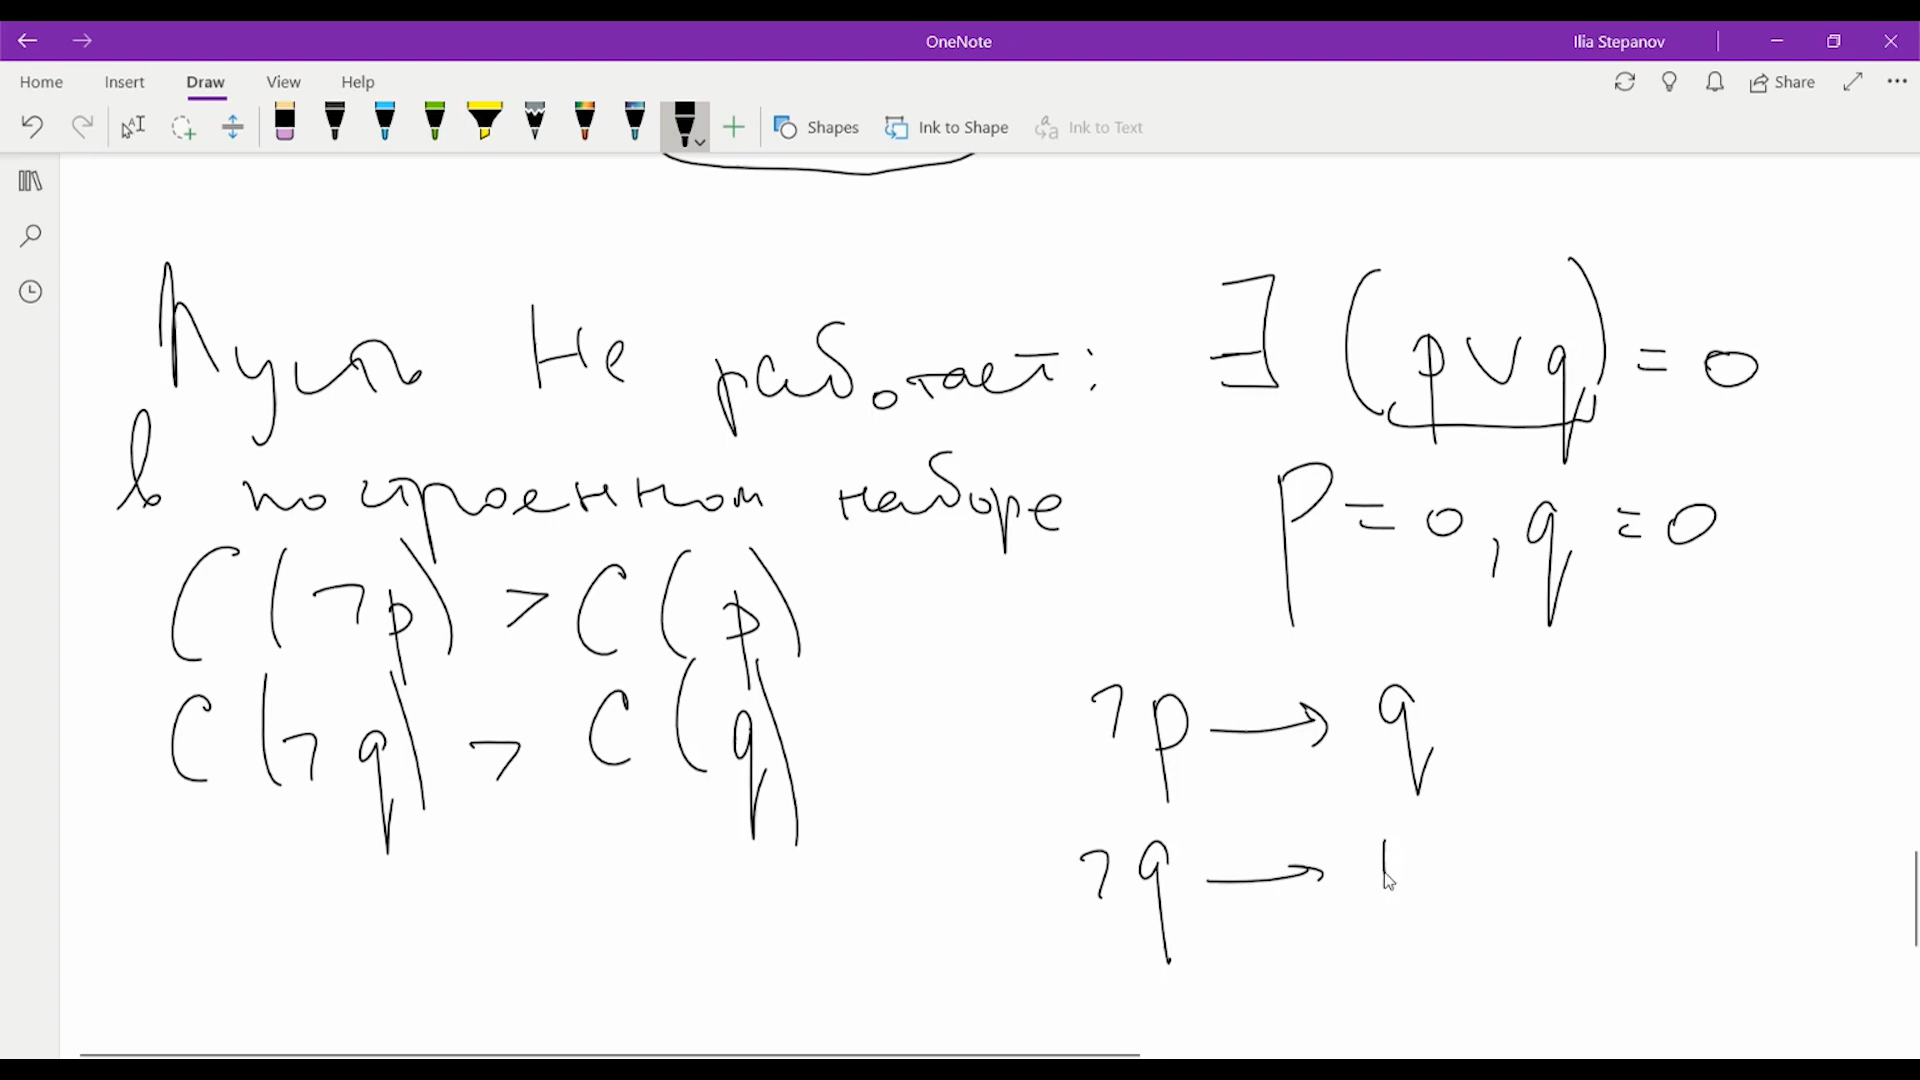 OneNote
Ilia Stepanov
Home Insert Draw View Help
Share
Shapes Ink to Shape Ink to Text
Пусть не работает: ∃ (p ∨ q) = 0
в построенном наборе p = 0, q = 0
C(¬p) > C(p)
C(¬q) > C(q)
¬p → q
¬q →